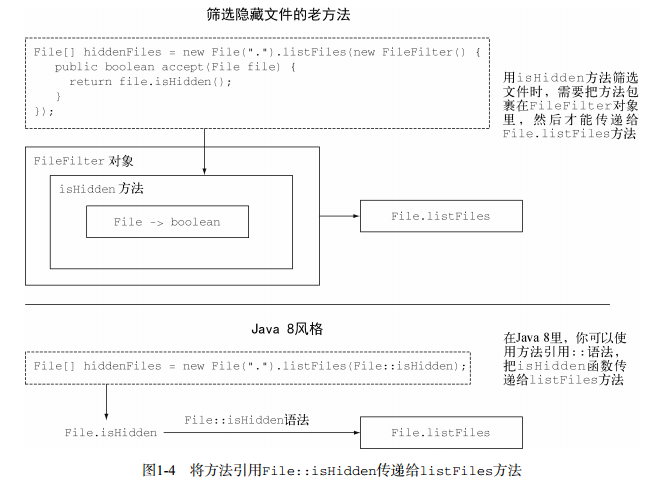 筛选隐藏文件的老方法
File[] hiddenFiles = new File(".").listFiles(new FileFilter() {
public boolean accept(File file) {
return file.isHidden();
}
});
用isHidden方法筛选
文件时，需要把方法包
裹在FileFilter对象
里，然后才能传递给
File.listFiles方法
FileFilter 对象
isHidden 方法
File -> boolean
File.listFiles
Java 8风格
在Java 8里，你可以使
用方法引用::语法，
把isHidden函数传
递给listFiles方法
File[] hiddenFiles = new File(".").listFiles(File::isHidden);
File.isHidden
File::isHidden语法
File.listFiles
图1-4 将方法引用File::isHidden传递给listFiles方法